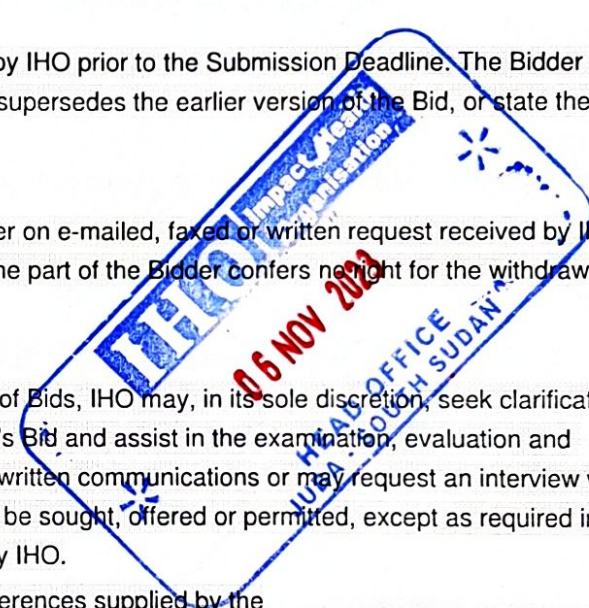 by IHO prior to the Submission Deadline. The Bidder
supersedes the earlier version of the Bid, or state the
er on e-mailed, faxed or written request received by I
ne part of the Bidder confers no right for the withdraw
of Bids, IHO may, in its sole discretion, seek clarificat
's Bid and assist in the examination, evaluation and
written communications or may request an interview
be sought, offered or permitted, except as required i
y IHO.
erences supplied by the
IHO
Impact Health
Organisation
06 NOV 2023
HEAD OFFICE
JUBA - SOUTH SUDAN